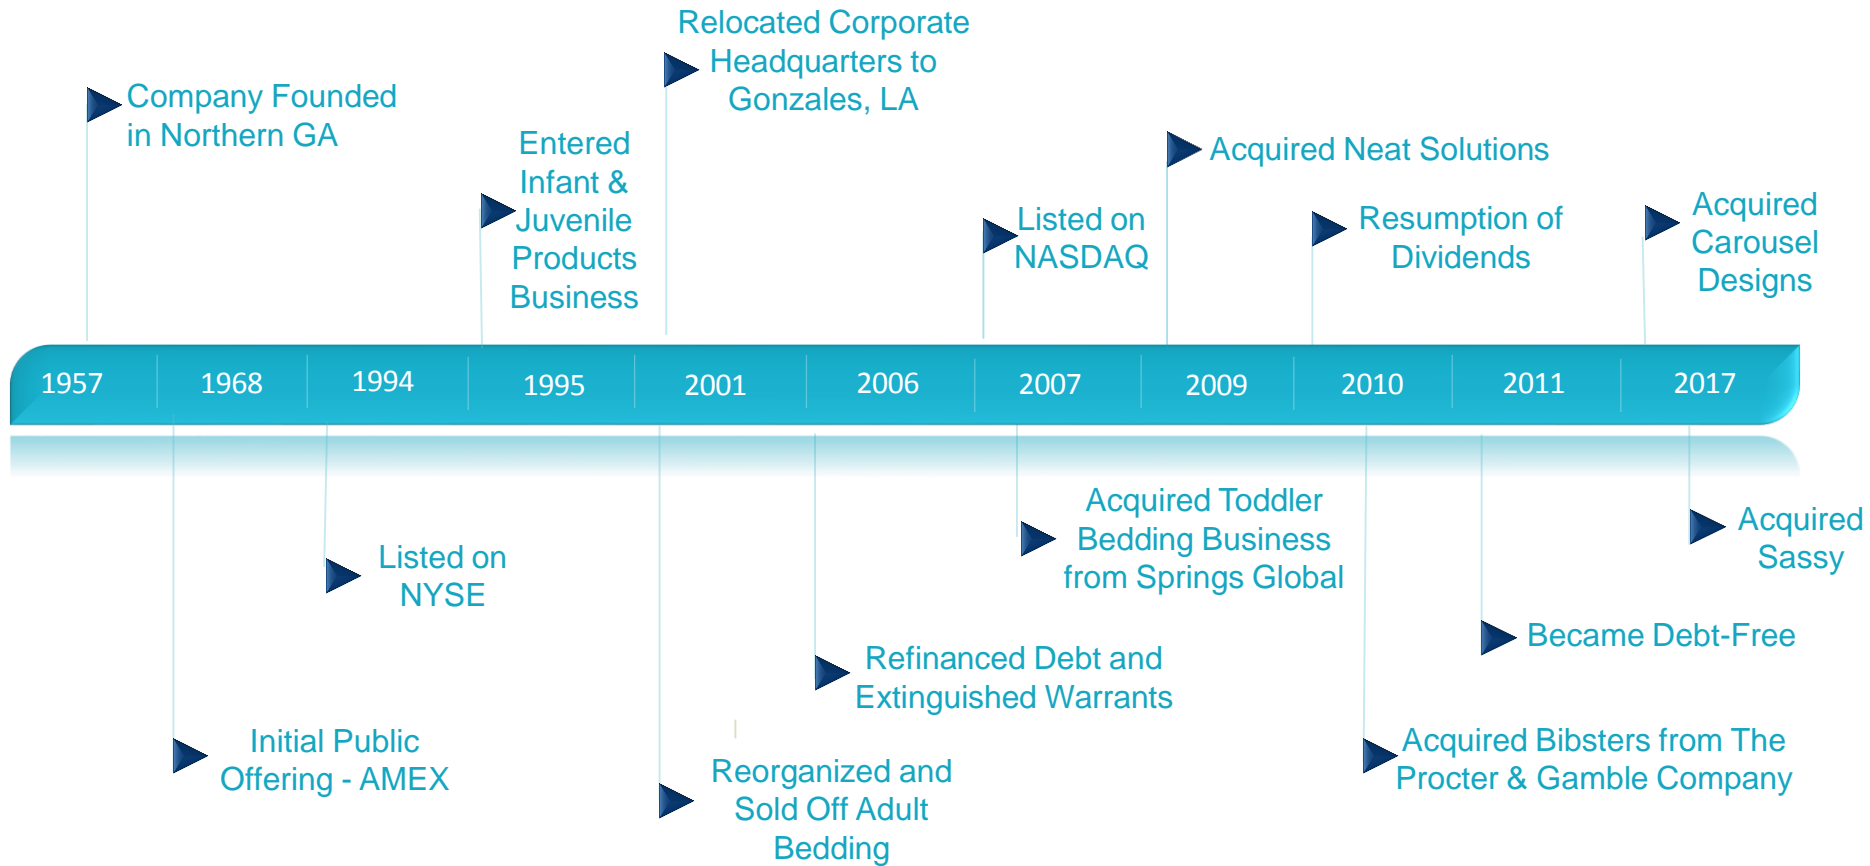 Relocated Corporate
Headquarters to
Gonzales, LA
Company Founded
in Northern GA
Entered
Infant &
Juvenile
Products
Business
Acquired Neat Solutions
Listed on
NASDAQ
Resumption of
Dividends
Acquired
Carousel
Designs
1957 1968 1994 1995 2001 2006 2007 2009 2010 2011 2017
Listed on
NYSE
Acquired Toddler
Bedding Business
from Springs Global
Acquired
Sassy
Became Debt-Free
Refinanced Debt and
Extinguished Warrants
Initial Public
Offering - AMEX
Reorganized and
Sold Off Adult
Bedding
Acquired Bibsters from The
Procter & Gamble Company